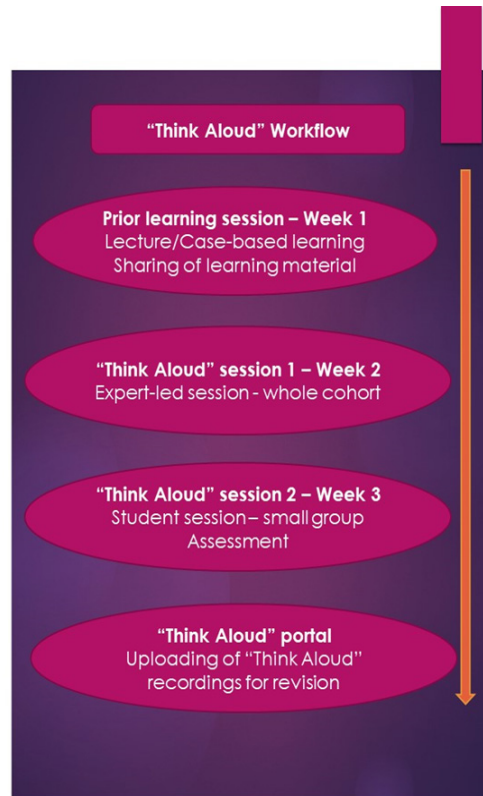 “Think Aloud” Workflow
Prior learning session – Week 1
Lecture/Case-based learning
Sharing of learning material
“Think Aloud” session 1 – Week 2
Expert-led session - whole cohort
“Think Aloud” session 2 – Week 3
Student session – small group
Assessment
“Think Aloud” portal
Uploading of “Think Aloud”
recordings for revision